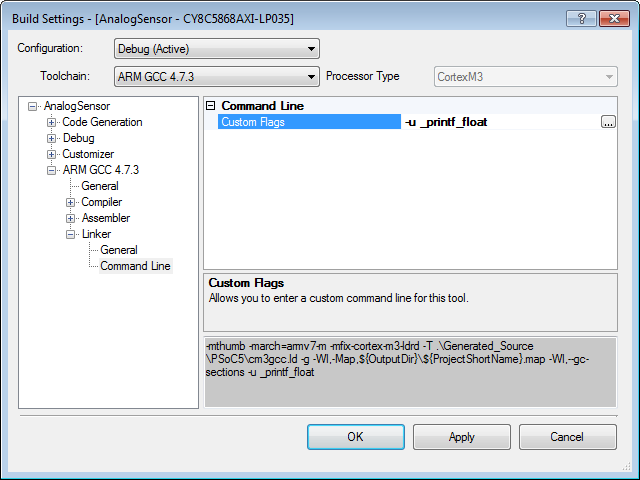 Build Settings - [AnalogSensor - CY8C5868AXI-LP035]
Configuration: Debug (Active)
Toolchain: ARM GCC 4.7.3 Processor Type CortexM3
AnalogSensor
Code Generation
Debug
Customizer
ARM GCC 4.7.3
General
Compiler
Assembler
Linker
General
Command Line
Command Line
Custom Flags -u _printf_float ...
Custom Flags
Allows you to enter a custom command line for this tool.
-mthumb -march=armv7-m -mfix-cortex-m3-ldrd -T .\Generated_Source
\PSoC5\cm3gcc.ld -g -Wl,-Map,${OutputDir}\${ProjectShortName}.map -Wl,--gc-
sections -u _printf_float
OK Apply Cancel